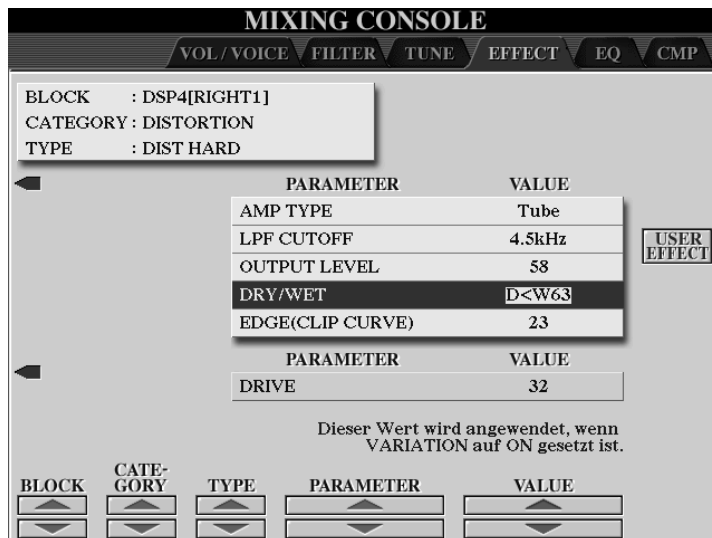 MIXING CONSOLE
VOL/VOICE FILTER TUNE EFFECT EQ CMP
BLOCK : DSP4[RIGHT1]
CATEGORY : DISTORTION
TYPE : DIST HARD
PARAMETER VALUE
AMP TYPE Tube
LPF CUTOFF 4.5kHz
OUTPUT LEVEL 58
DRY/WET D<W63
EDGE(CLIP CURVE) 23
USER
EFFECT
PARAMETER VALUE
DRIVE 32
Dieser Wert wird angewendet, wenn
VARIATION auf ON gesetzt ist.
BLOCK CATE-
GORY TYPE PARAMETER VALUE